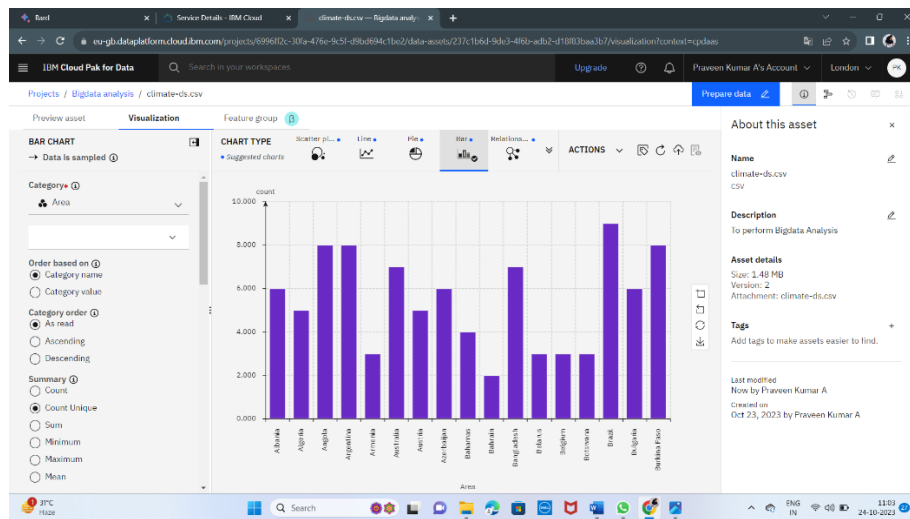 Bard
Service Details - IBM Cloud
climate-ds.csv — Bigdata analy
eu-gb.dataplatform.cloud.ibm.com/projects/6996ff2c-30fa-476e-9c5f-d9bd694c1be2/data-assets/237c1b6d-9de3-4f6b-adb2-d18f03baa3b7/visualization?context=cpdaas
IBM Cloud Pak for Data
Search in your workspaces
Upgrade
Praveen Kumar A's Account
London
PK
Projects / Bigdata analysis / climate-ds.csv
Prepare data
Preview asset
Visualization
Feature group
β
BAR CHART
→ Data is sampled
Category
Area
Order based on
Category name
Category value
Category order
As read
Ascending
Descending
Summary
Count
Count Unique
Sum
Minimum
Maximum
Mean
CHART TYPE
Suggested charts
Scatter pl...
Line
Pie
Bar
Relations...
ACTIONS
count
10.000
8.000
6.000
4.000
2.000
0.000
Albania
Algeria
Angola
Argentina
Armenia
Australia
Austria
Azerbaijan
Bahamas
Bahrain
Bangladesh
Belarus
Belgium
Botswana
Brazil
Bulgaria
Burkina Faso
Area
About this asset
Name
climate-ds.csv
CSV
Description
To perform Bigdata Analysis
Asset details
Size: 1.48 MB
Version: 2
Attachment: climate-ds.csv
Tags
Add tags to make assets easier to find.
Last modified
Now by Praveen Kumar A
Created on
Oct 23, 2023 by Praveen Kumar A
31°C
Haze
Search
ENG
IN
11:03
24-10-2023